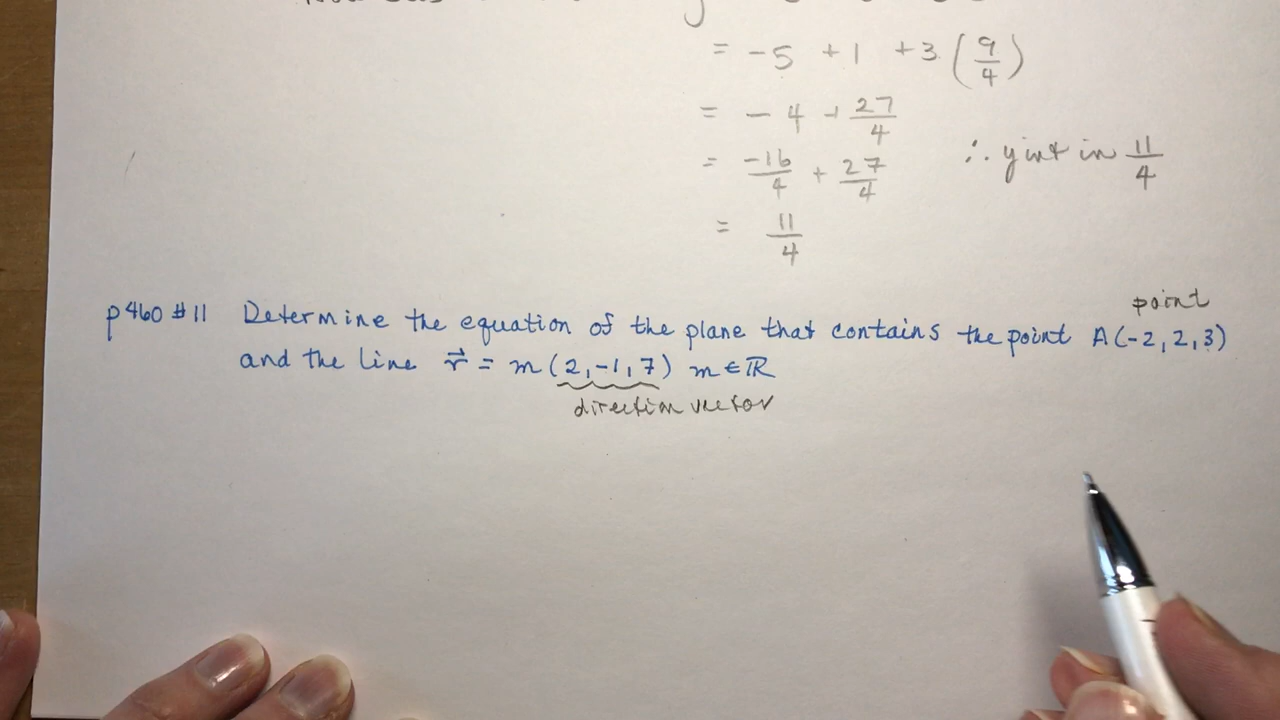 = -5 + 1 + 3 (9/4)
= -4 + 27/4
= -16/4 + 27/4
∴ yint in 11/4
= 11/4
point
p460 #11 Determine the equation of the plane that contains the point A(-2, 2, 3)
and the line r⃗ = m(2, -1, 7) m ∈ ℝ
direction vector